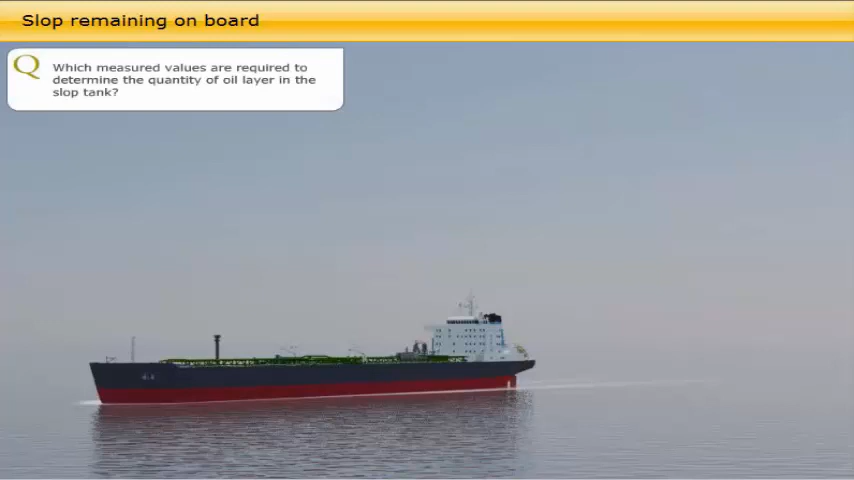 Slop remaining on board
Q
Which measured values are required to
determine the quantity of oil layer in the
slop tank?